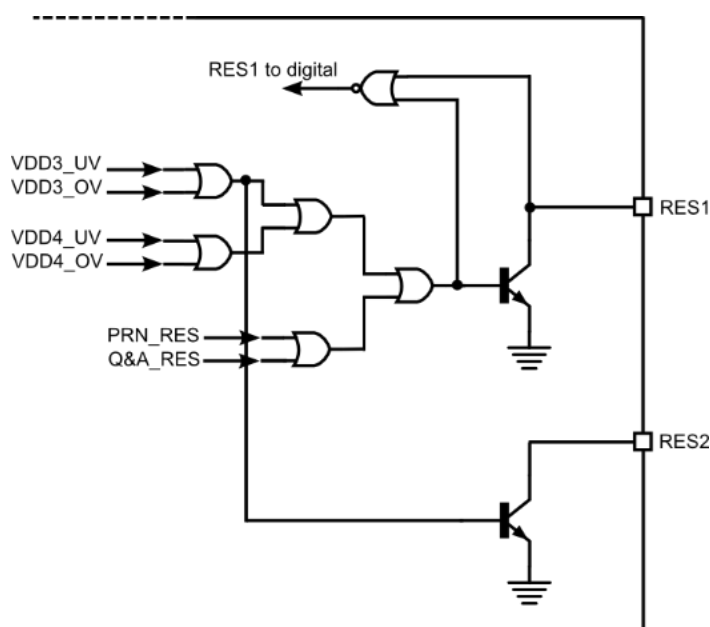 RES1 to digital
VDD3_UV
VDD3_OV
RES1
VDD4_UV
VDD4_OV
PRN_RES
Q&A_RES
RES2